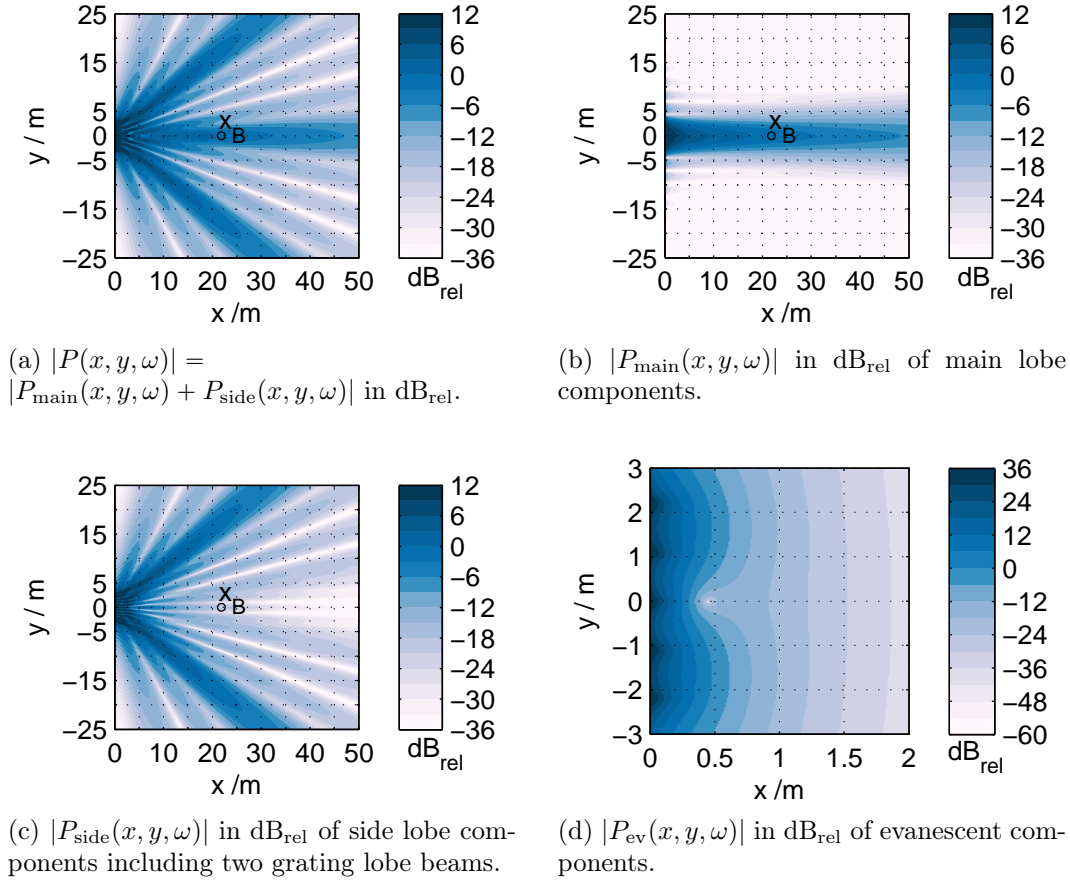 25
15
5
0
−5
−15
−25
y / m
0 10 20 30 40 50
x /m
x_B
12
6
0
−6
−12
−18
−24
−30
−36
dB_rel
(a) |P(x, y, ω)| =
|P_main(x, y, ω) + P_side(x, y, ω)| in dB_rel.
25
15
5
0
−5
−15
−25
y / m
0 10 20 30 40 50
x /m
x_B
12
6
0
−6
−12
−18
−24
−30
−36
dB_rel
(b) |P_main(x, y, ω)| in dB_rel of main lobe
components.
25
15
5
0
−5
−15
−25
y / m
0 10 20 30 40 50
x /m
x_B
12
6
0
−6
−12
−18
−24
−30
−36
dB_rel
(c) |P_side(x, y, ω)| in dB_rel of side lobe com-
ponents including two grating lobe beams.
3
2
1
0
−1
−2
−3
y / m
0 0.5 1 1.5 2
x /m
36
24
12
0
−12
−24
−36
−48
−60
dB_rel
(d) |P_ev(x, y, ω)| in dB_rel of evanescent com-
ponents.